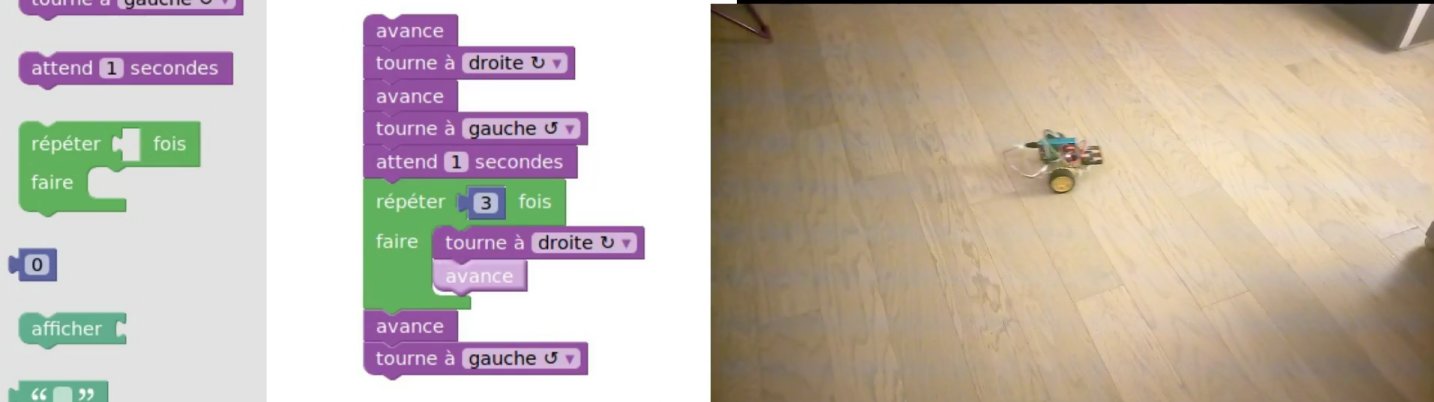 tourne à gauche ↺ ▾
attend 1 secondes
répéter fois
faire
0
afficher
“ ”
avance
tourne à droite ↻ ▾
avance
tourne à gauche ↺ ▾
attend 1 secondes
répéter 3 fois
faire tourne à droite ↻ ▾
avance
avance
tourne à gauche ↺ ▾